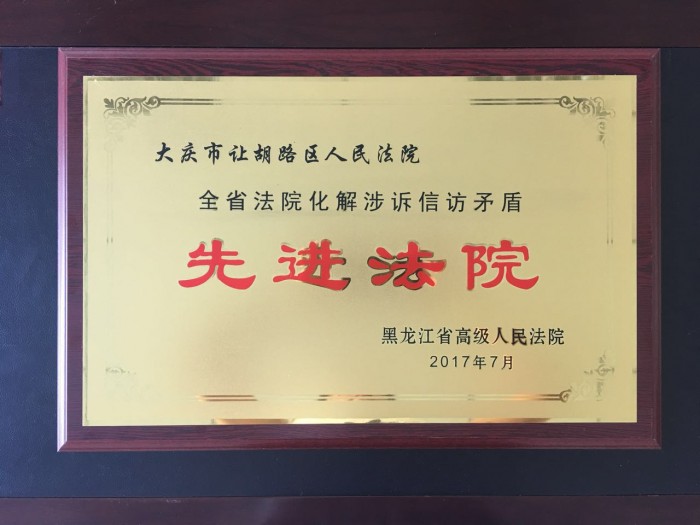 大庆市让胡路区人民法院
全省法院化解涉诉信访矛盾
先进法院
黑龙江省高级人民法院
2017年7月